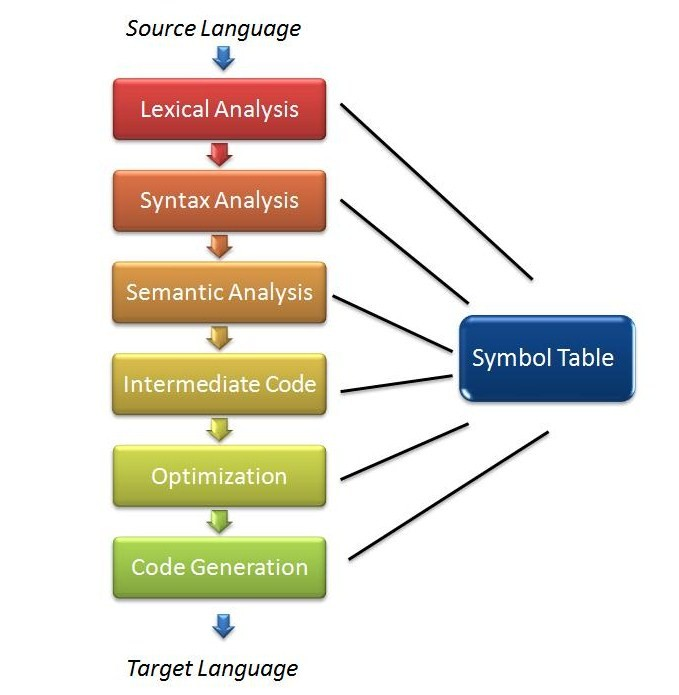 Source Language
Lexical Analysis
Syntax Analysis
Semantic Analysis
Symbol Table
Intermediate Code
Optimization
Code Generation
Target Language